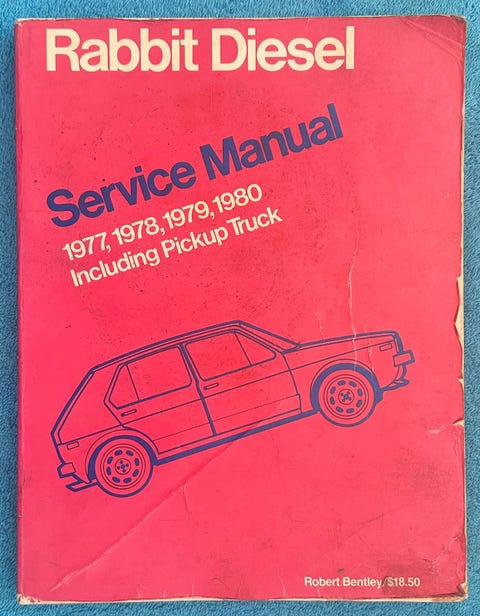 Rabbit Diesel
Service Manual
1977, 1978, 1979, 1980
Including Pickup Truck
Robert Bentley/$18.50